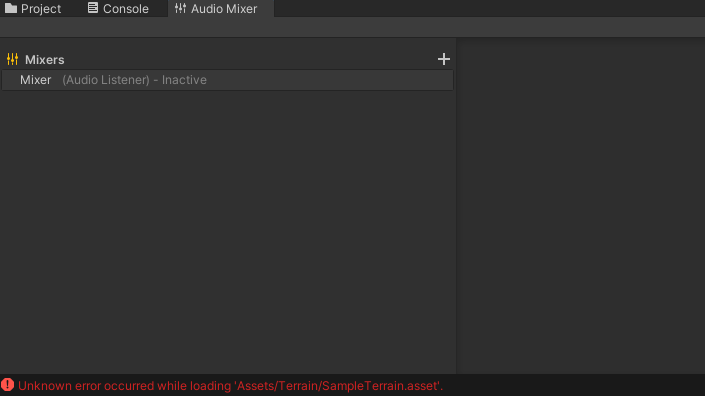 Project Console Audio Mixer
Mixers
Mixer (Audio Listener) - Inactive
Unknown error occurred while loading 'Assets/Terrain/SampleTerrain.asset'.